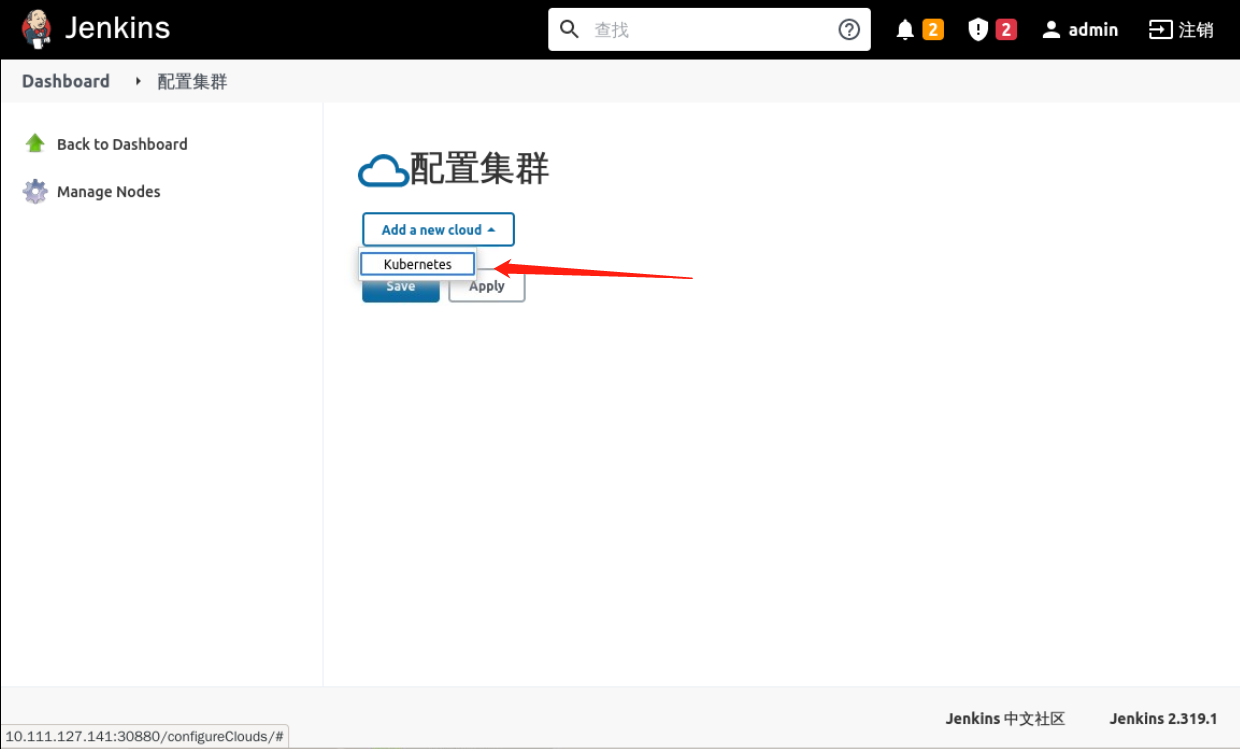 Jenkins
查找
2
2
admin
注销
Dashboard
配置集群
Back to Dashboard
Manage Nodes
配置集群
Add a new cloud
Kubernetes
Save
Apply
Jenkins 中文社区
Jenkins 2.319.1
10.111.127.141:30880/configureClouds/#